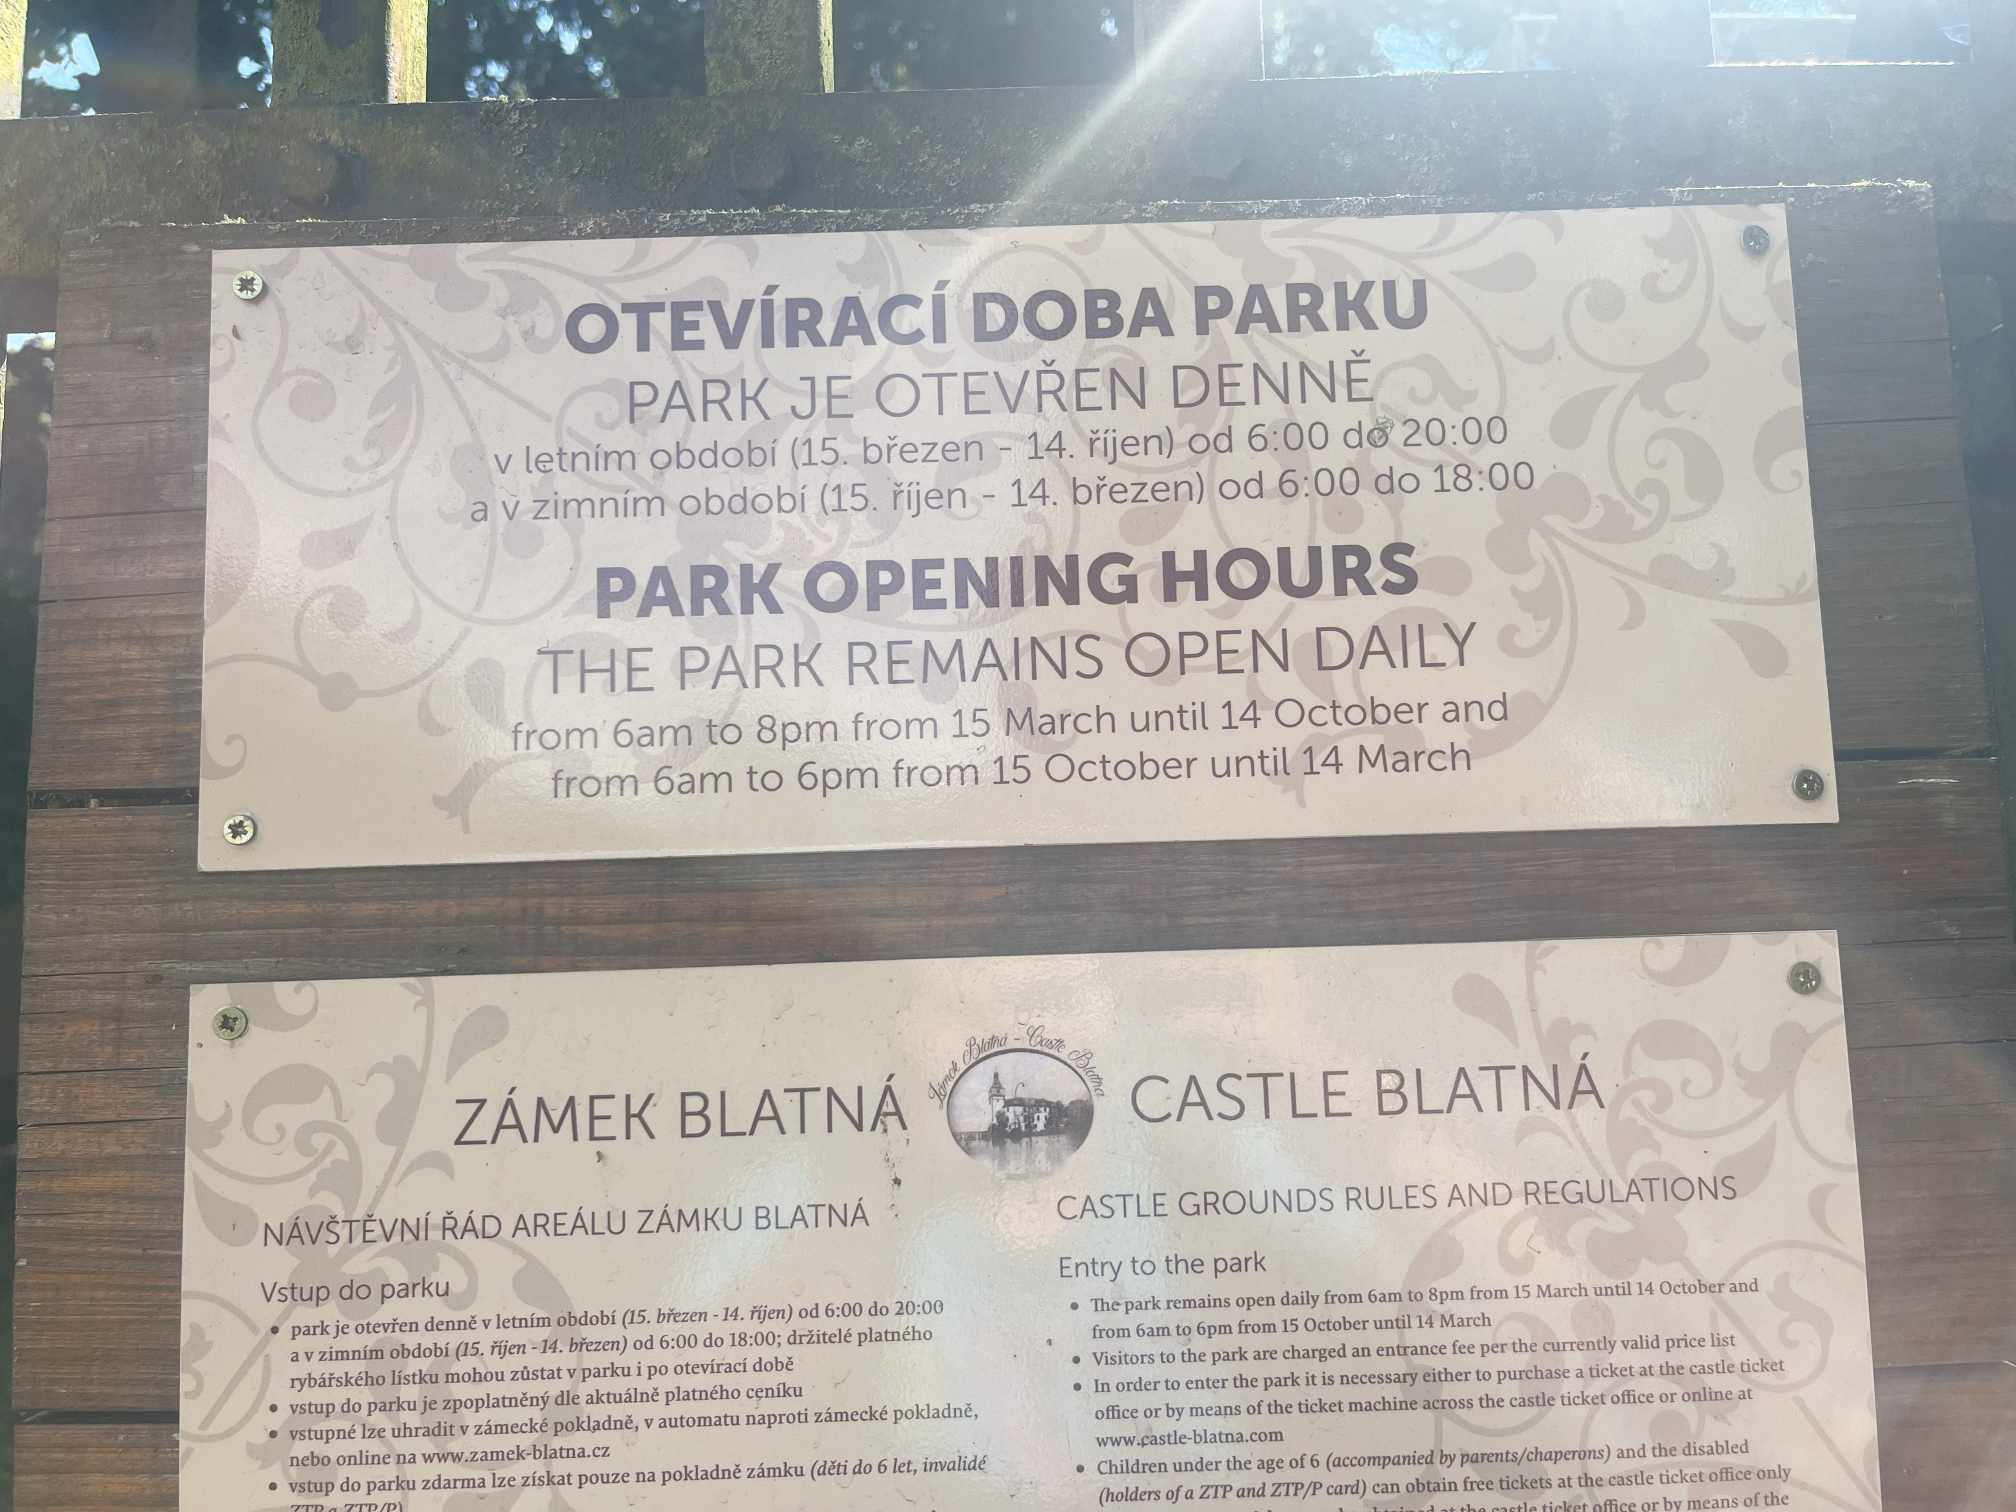 OTEVÍRACÍ DOBA PARKU
PARK JE OTEVŘEN DENNĚ
v letním období (15. březen - 14. říjen) od 6:00 do 20:00
a v zimním období (15. říjen - 14. březen) od 6:00 do 18:00
PARK OPENING HOURS
THE PARK REMAINS OPEN DAILY
from 6am to 8pm from 15 March until 14 October and
from 6am to 6pm from 15 October until 14 March
Zámek Blatná - Castle Blatna
ZÁMEK BLATNÁ
NÁVŠTĚVNÍ ŘÁD AREÁLU ZÁMKU BLATNÁ
Vstup do parku
• park je otevřen denně v letním období (15. březen - 14. říjen) od 6:00 do 20:00
a v zimním období (15. říjen - 14. březen) od 6:00 do 18:00; držitelé platného
rybářského lístku mohou zůstat v parku i po otevírací době
• vstup do parku je zpoplatněný dle aktuálně platného ceníku
• vstupné lze uhradit v zámecké pokladně, v automatu naproti zámecké pokladně,
nebo online na www.zamek-blatna.cz
• vstup do parku zdarma lze získat pouze na pokladně zámku (děti do 6 let, invalidé
ZTP a ZTP/P)
CASTLE BLATNÁ
CASTLE GROUNDS RULES AND REGULATIONS
Entry to the park
• The park remains open daily from 6am to 8pm from 15 March until 14 October and
from 6am to 6pm from 15 October until 14 March
• Visitors to the park are charged an entrance fee per the currently valid price list
• In order to enter the park it is necessary either to purchase a ticket at the castle ticket
office or by means of the ticket machine across the castle ticket office or online at
www.castle-blatna.com
• Children under the age of 6 (accompanied by parents/chaperons) and the disabled
(holders of a ZTP and ZTP/P card) can obtain free tickets at the castle ticket office only
at the castle ticket office or by means of the